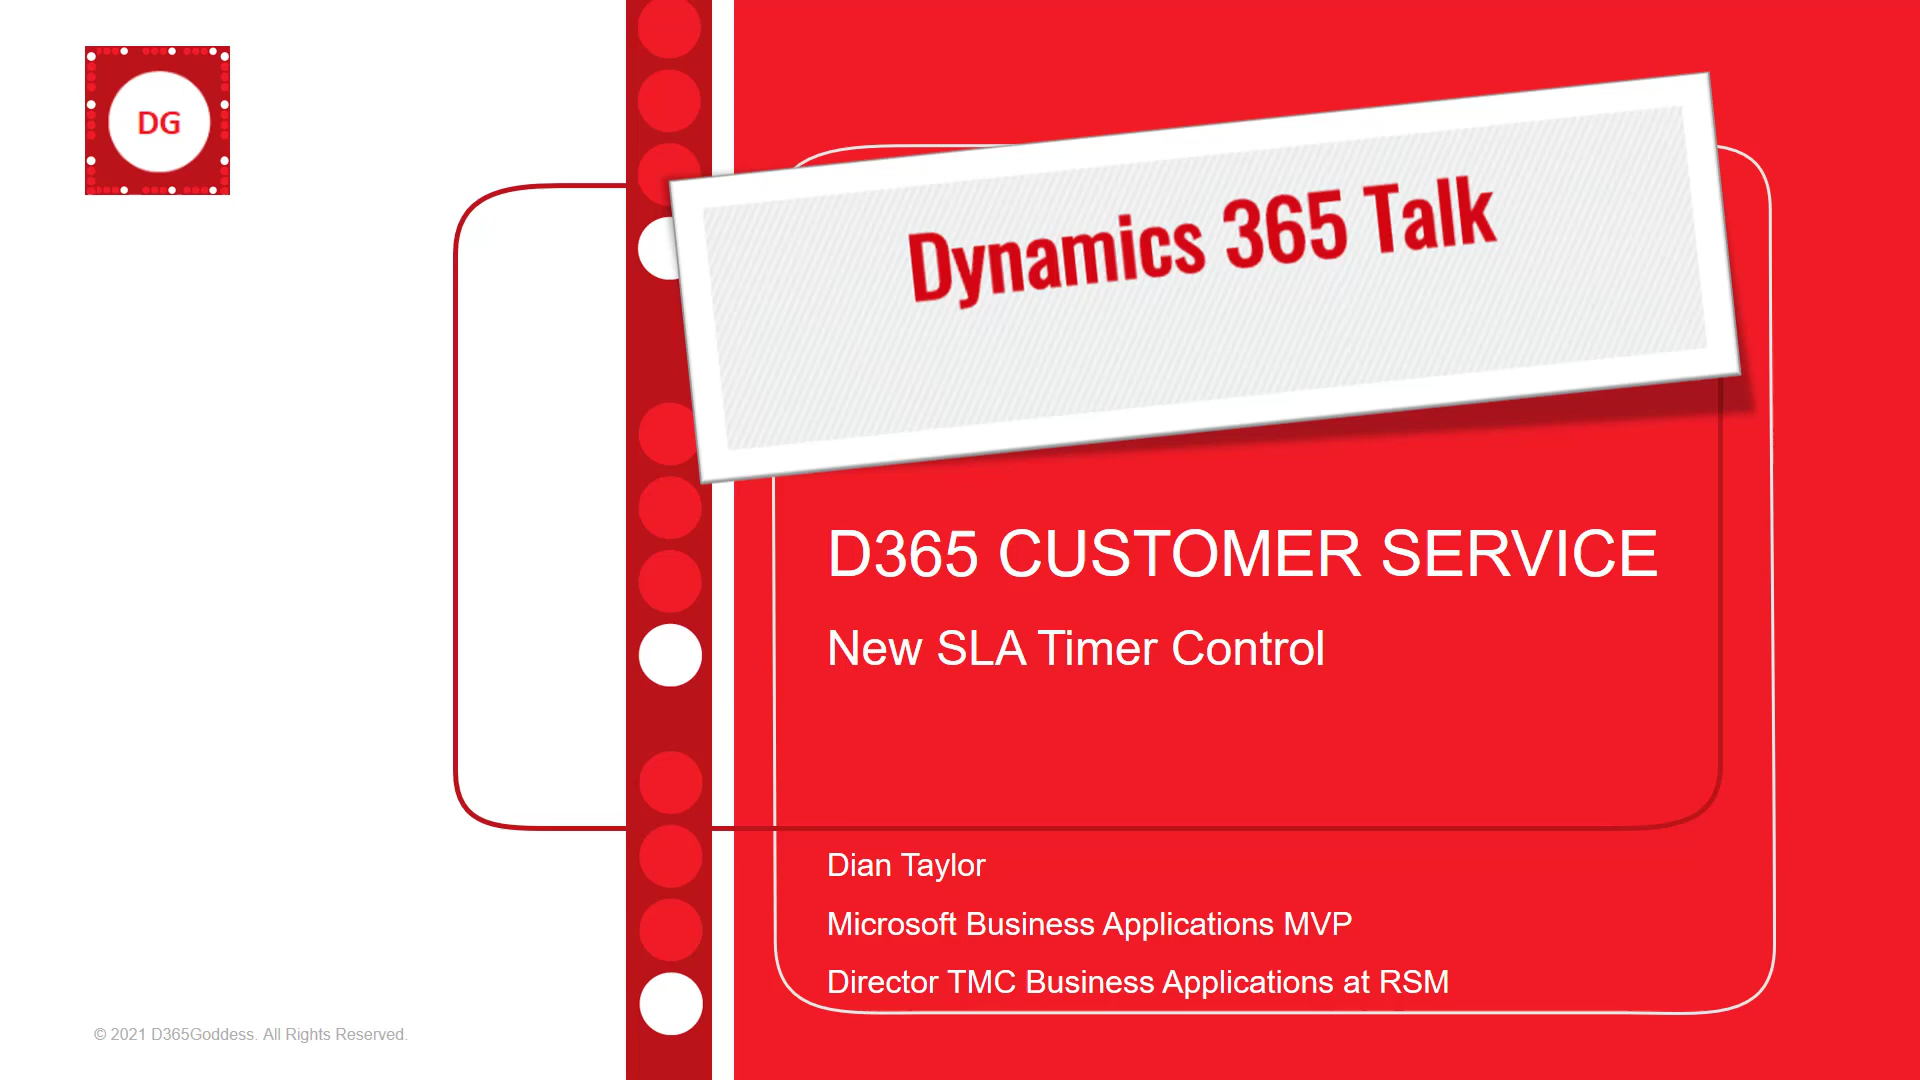 DG
Dynamics 365 Talk
D365 CUSTOMER SERVICE
New SLA Timer Control
Dian Taylor
Microsoft Business Applications MVP
Director TMC Business Applications at RSM
© 2021 D365Goddess. All Rights Reserved.